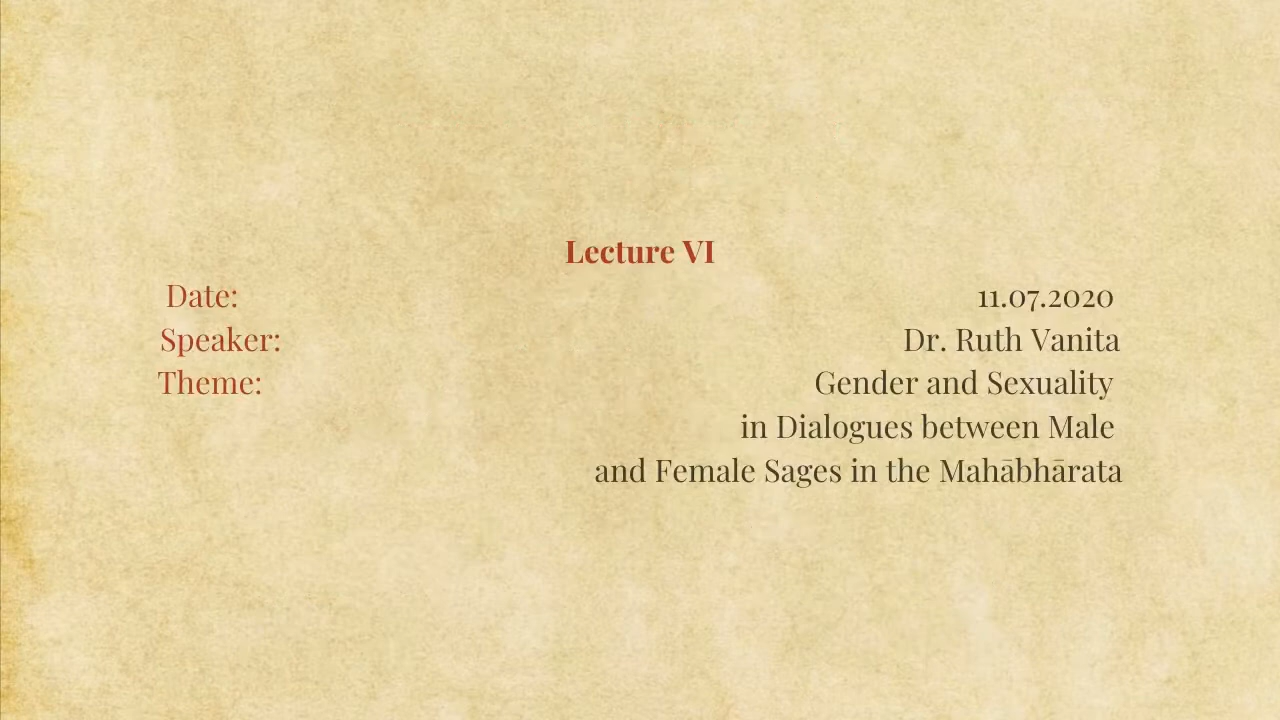 Lecture VI
Date: 11.07.2020
Speaker: Dr. Ruth Vanita
Theme: Gender and Sexuality
in Dialogues between Male
and Female Sages in the Mahābhārata